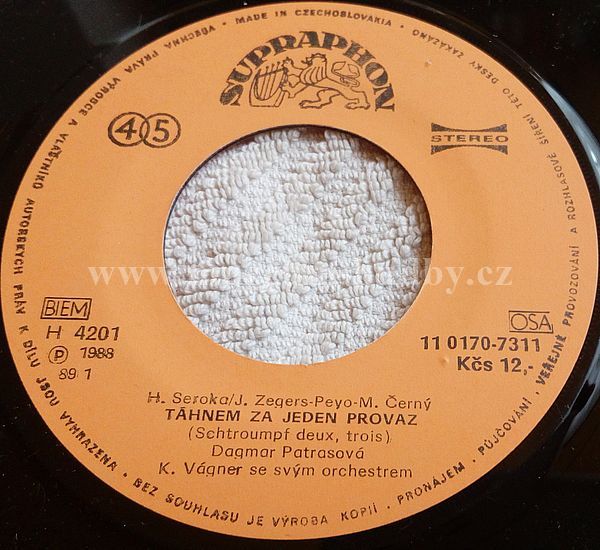 VŠECHNA PRÁVA VÝROBCE A VLASTNÍKŮ AUTORSKÝCH PRÁV K DÍLU JSOU VYHRAZENA. BEZ SOUHLASU JE VÝROBA KOPIÍ, PRONÁJEM, PŮJČOVÁNÍ, VEŘEJNÉ PROVOZOVÁNÍ A ROZHLASOVÉ ŠÍŘENÍ TÉTO DESKY ZAKÁZÁNO • MADE IN CZECHOSLOVAKIA •
SUPRAPHON
45
STEREO
BIEM
OSA
H 4201
11 0170-7311
Ⓟ 1988
Kčs 12,-
89 1
H. Seroka/J. Zegers-Peyo-M. Černý
TÁHNEM ZA JEDEN PROVAZ
(Schtroumpf deux, trois)
Dagmar Patrasová
K. Vágner se svým orchestrem